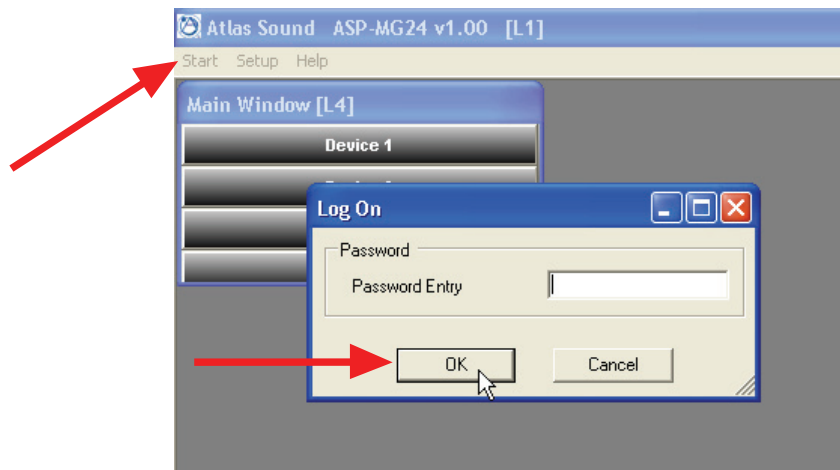 Atlas Sound ASP-MG24 v1.00 [L1]
Start Setup Help
Main Window [L4]
Device 1
Log On
Password
Password Entry
OK
Cancel